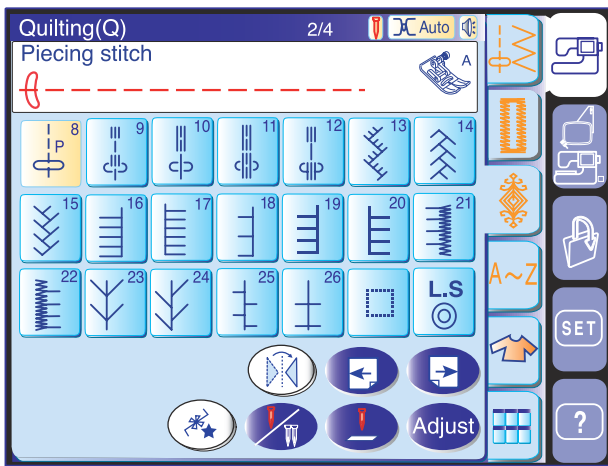 Quilting(Q) 2/4 Auto
Piecing stitch A
P 8 9 10 11 12 13 14
15 16 17 18 19 20 21
22 23 24 25 26 L.S
Adjust
A~Z
SET
?